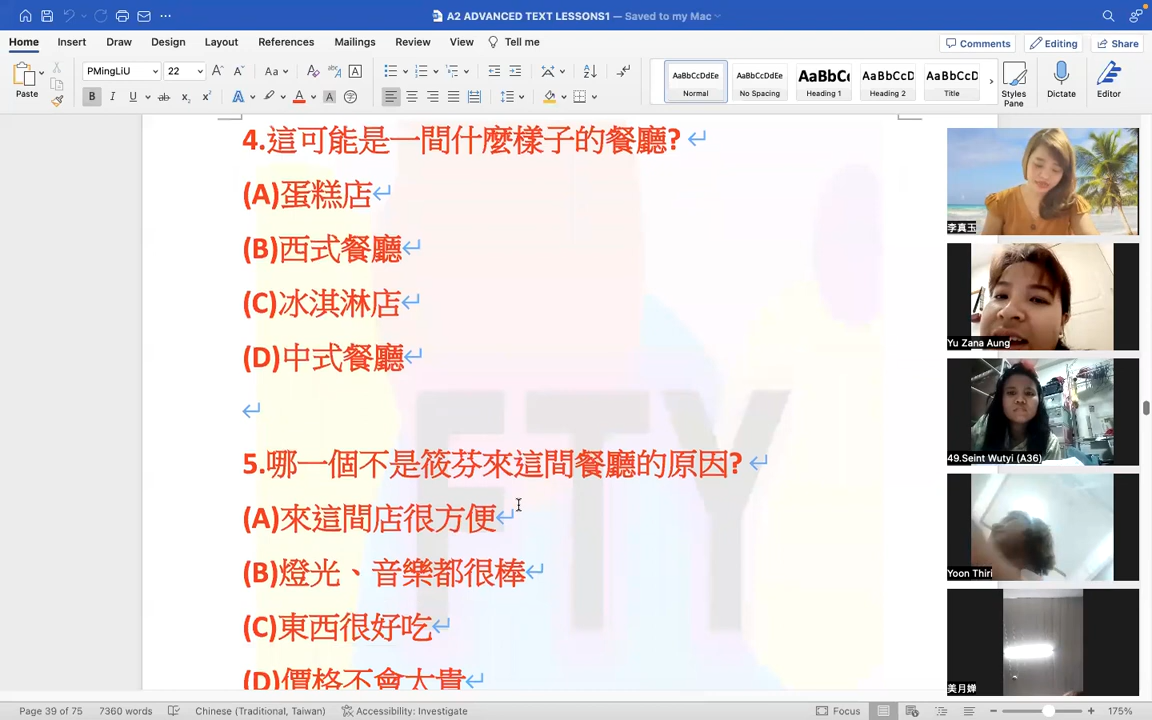 A2 ADVANCED TEXT LESSONS1 — Saved to my Mac
Home Insert Draw Design Layout References Mailings Review View Tell me
Comments Editing Share
Paste
PMingLiU 22
AaBbCcDdEe AaBbCcDdEe AaBbC AaBbCcD AaBbCcD
Normal No Spacing Heading 1 Heading 2 Title
Styles Pane
Dictate
Editor
4.這可能是一間什麼樣子的餐廳?
(A)蛋糕店
(B)西式餐廳
(C)冰淇淋店
(D)中式餐廳
5.哪一個不是筱芬來這間餐廳的原因?
(A)來這間店很方便
(B)燈光、音樂都很棒
(C)東西很好吃
(D)價格不會太貴
FTY
李真玉
Yu Zana Aung
49.Seint Wutyi (A36)
Yoon Thiri
美月婵
Page 39 of 75 7360 words Chinese (Traditional, Taiwan) Accessibility: Investigate Focus 175%